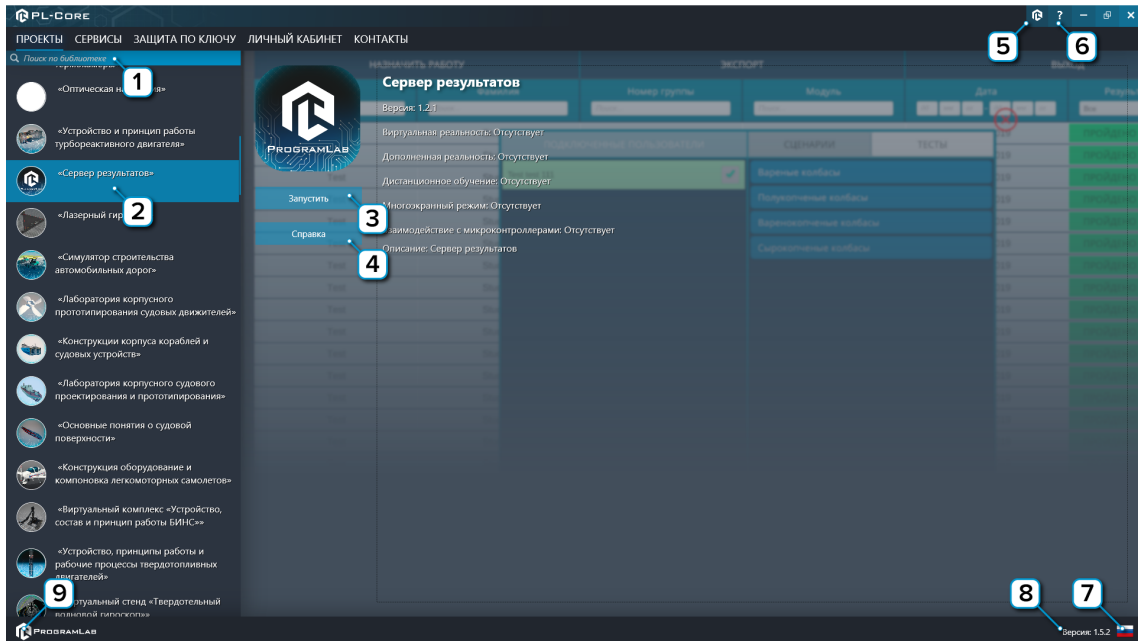 PL-CORE
5
6
ПРОЕКТЫ СЕРВИСЫ ЗАЩИТА ПО КЛЮЧУ ЛИЧНЫЙ КАБИНЕТ КОНТАКТЫ
Поиск по библиотеке
1
«Оптическая
«Устройство и принцип работы
турбореактивного двигателя»
«Сервер результатов»
2
«Лазерный
«Симулятор строительства
автомобильных дорог»
«Лаборатория корпусного
прототипирования судовых движителей»
«Конструкции корпуса кораблей и
судовых устройств»
«Лаборатория корпусного судового
проектирования и прототипирования»
«Основные понятия о судовой
поверхности»
«Конструкция оборудование и
компоновка легкомоторных самолетов»
«Виртуальный комплекс «Устройство,
состав и принцип работы БИНС»»
«Устройство, принципы работы и
рабочие процессы твердотопливных
двигателей»
9
стенд «Твердотельный
волновой гироскоп»»
PROGRAMLAB
PROGRAMLAB
Запустить
3
Справка
4
НАЗНАЧИТЬ РАБОТУ ЭКСПОРТ
Сервер результатов
Версия: 1.2.1
Виртуальная реальность: Отсутствует
Дополненная реальность: Отсутствует
Дистанционное обучение: Отсутствует
Многоэкранный режим: Отсутствует
Взаимодействие с микроконтроллерами: Отсутствует
Описание: Сервер результатов
Номер группы Модуль Дата
ПОДКЛЮЧЕННЫЕ ПОЛЬЗОВАТЕЛИ СЦЕНАРИИ ТЕСТЫ
Вареные колбасы
Полукопченые колбасы
Варенокопченые колбасы
Сырокопченые колбасы
8
7
Версия: 1.5.2